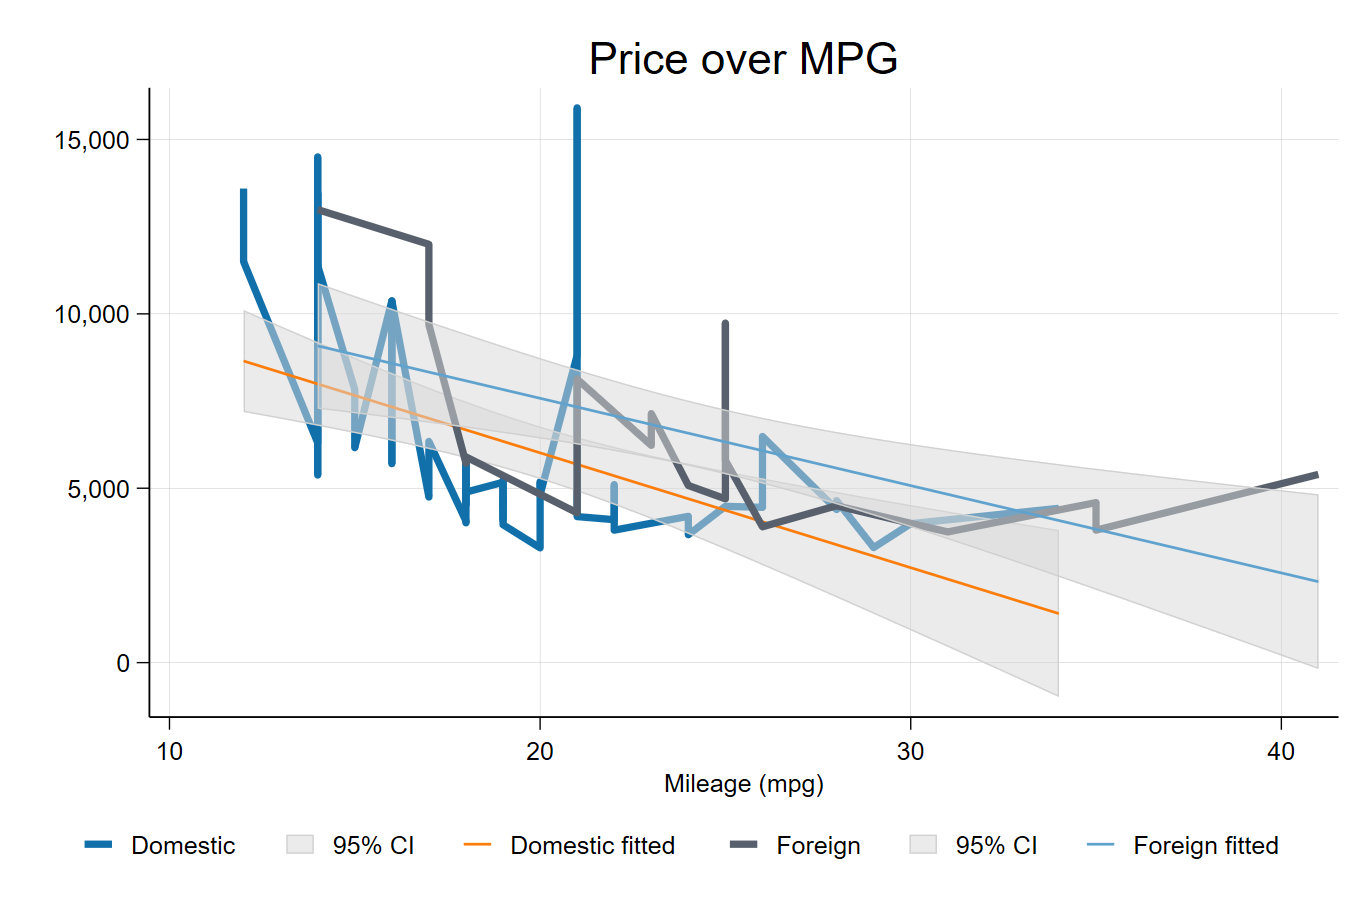 Price over MPG
15,000
10,000
5,000
0
10 20 30 40
Mileage (mpg)
Domestic 95% CI Domestic fitted Foreign 95% CI Foreign fitted